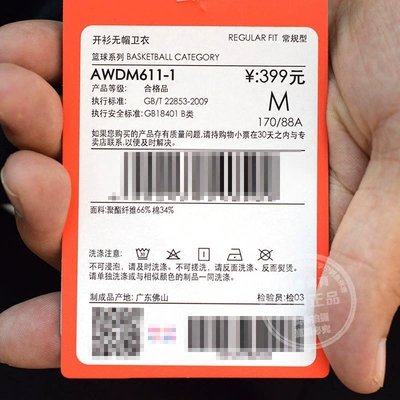 开衫无帽卫衣 REGULAR FIT 常规型
篮球系列 BASKETBALL CATEGORY
AWDM611-1 ¥:399元
产品等级: 合格品
执行标准: GB/T 22853-2009 M
执行安全标准: GB18401 B类 170/88A
如果您购买的产品存有质量问题,请持购物小票在30天之内与专
卖店联系,以便及时解决。
面料:聚酯纤维66% 棉34%
洗涤注意:
不可浸泡，请及时洗涤。不可搓洗，请反面洗涤、反面熨烫。
请单独洗涤或与相似颜色的制品一同洗涤。
制成品产地: 广东佛山 检验员:检03